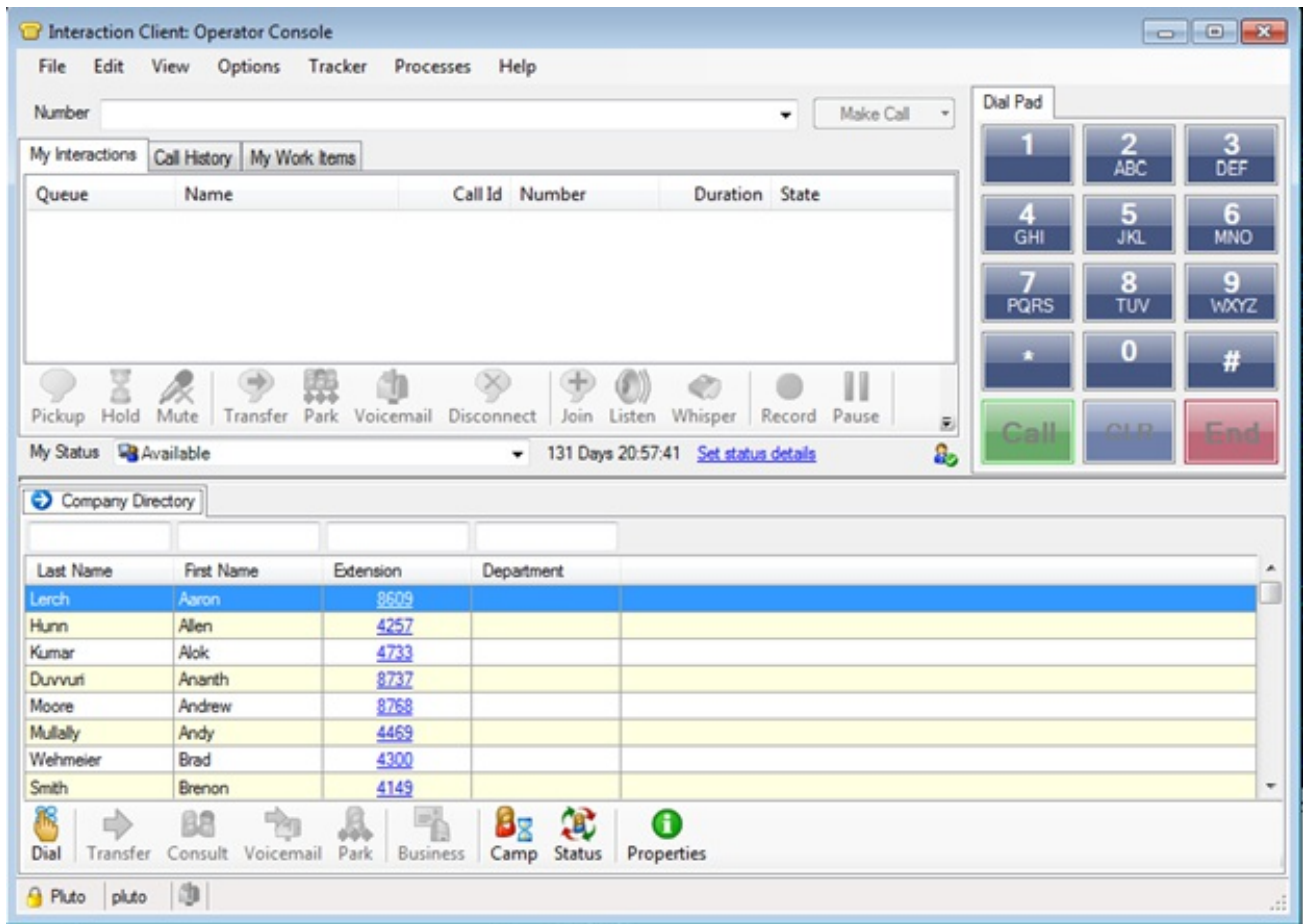 Interaction Client: Operator Console
File Edit View Options Tracker Processes Help
Number Make Call
My Interactions Call History My Work Items
Queue Name Call Id Number Duration State
Pickup Hold Mute Transfer Park Voicemail Disconnect Join Listen Whisper Record Pause
My Status Available 131 Days 20:57:41 Set status details
Dial Pad
1 2 3
ABC DEF
4 5 6
GHI JKL MNO
7 8 9
PQRS TUV WXYZ
* 0 #
Call CLR End
Company Directory
Last Name First Name Extension Department
Lerch Aaron 8609
Hunn Allen 4257
Kumar Alok 4733
Duvvuri Ananth 8737
Moore Andrew 8768
Mullally Andy 4469
Wehmeier Brad 4300
Smith Brenon 4149
Dial Transfer Consult Voicemail Park Business Camp Status Properties
Pluto pluto